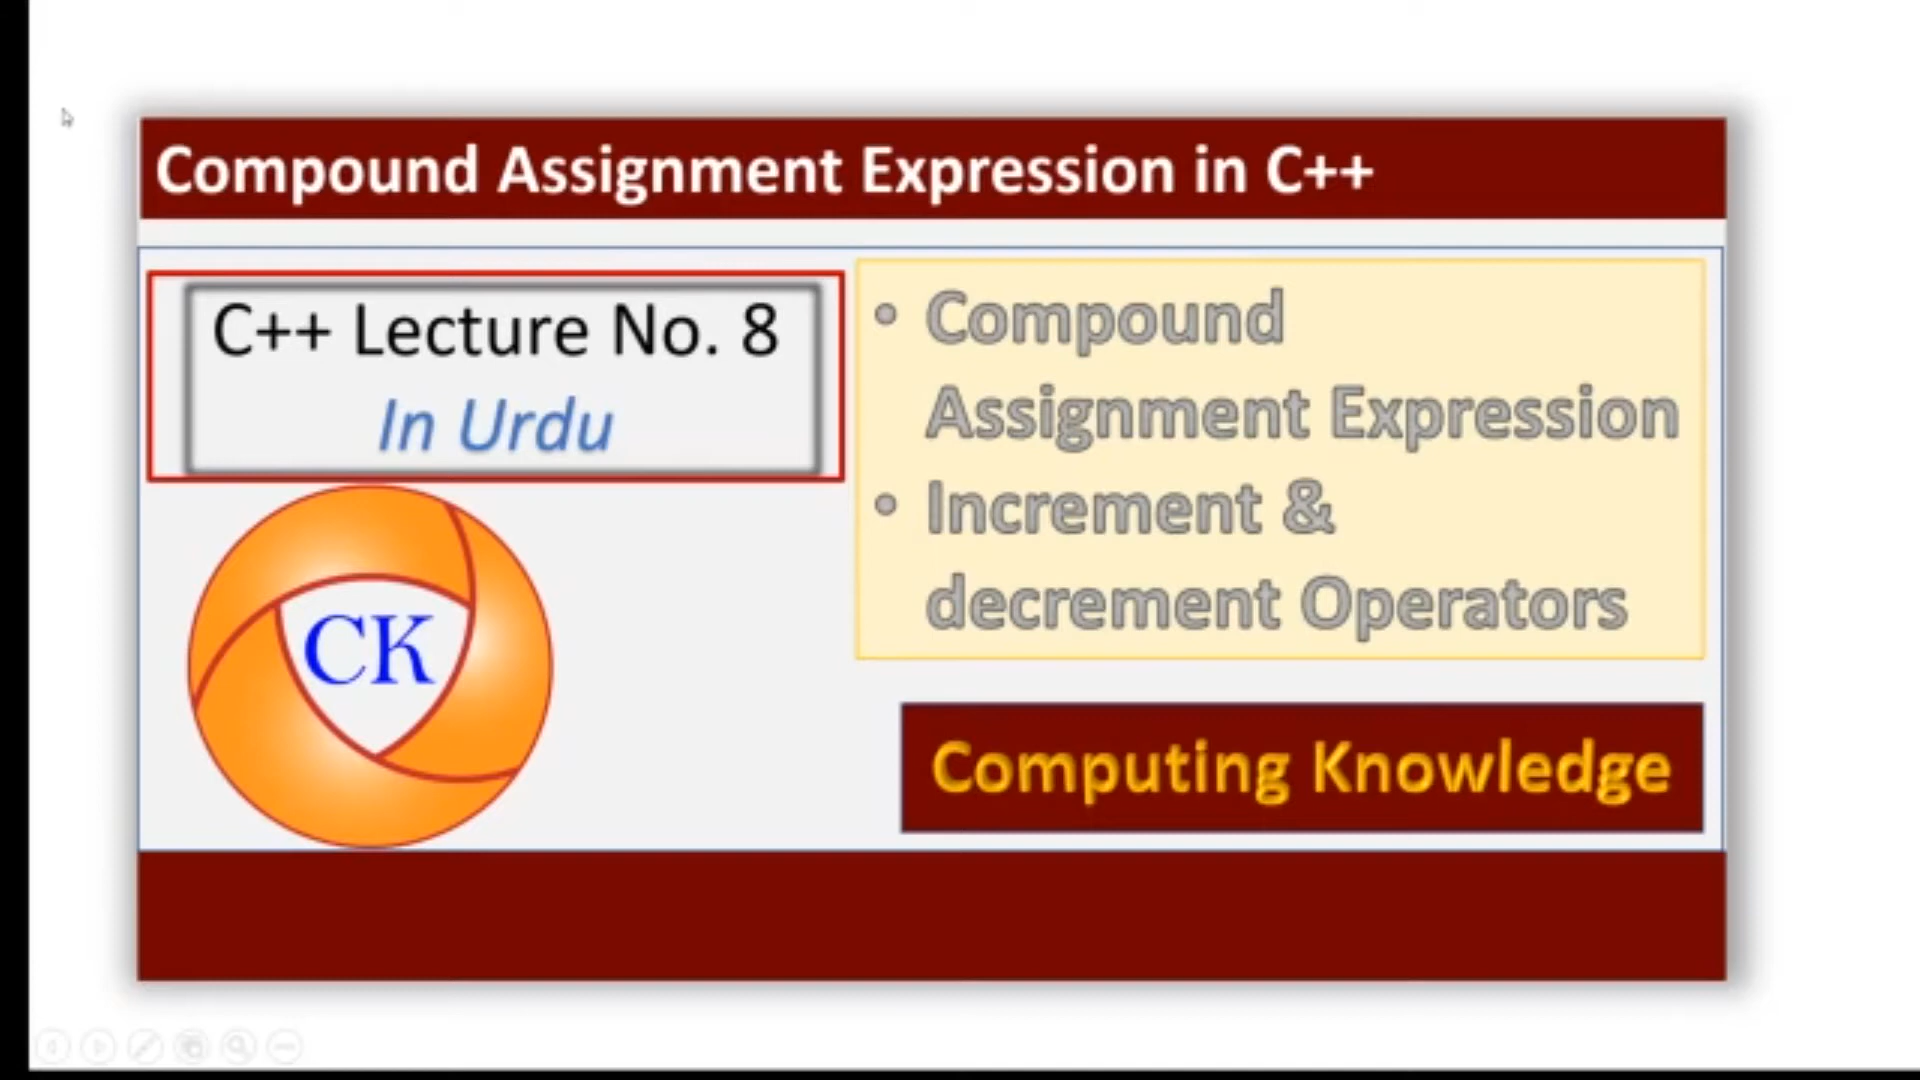 Compound Assignment Expression in C++
C++ Lecture No. 8
In Urdu
CK
• Compound
Assignment Expression
• Increment &
decrement Operators
Computing Knowledge